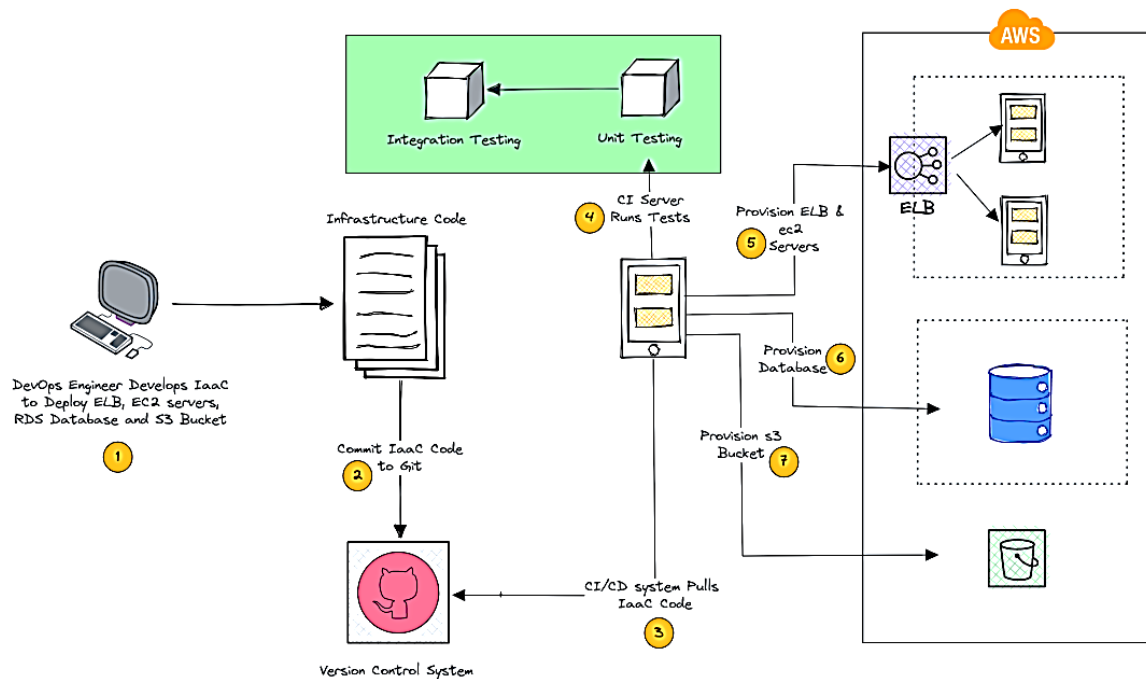 AWS
Integration Testing
Unit Testing
Infrastructure Code
4
CI Server
Runs Tests
Provision ELB &
ec2
Servers
5
ELB
DevOps Engineer Develops IaaC
to Deploy ELB, EC2 servers,
RDS Database and S3 Bucket
1
Provision
Database
6
Commit IaaC Code
to Git
2
Provision s3
Bucket
7
CI/CD system Pulls
IaaC Code
3
Version Control System